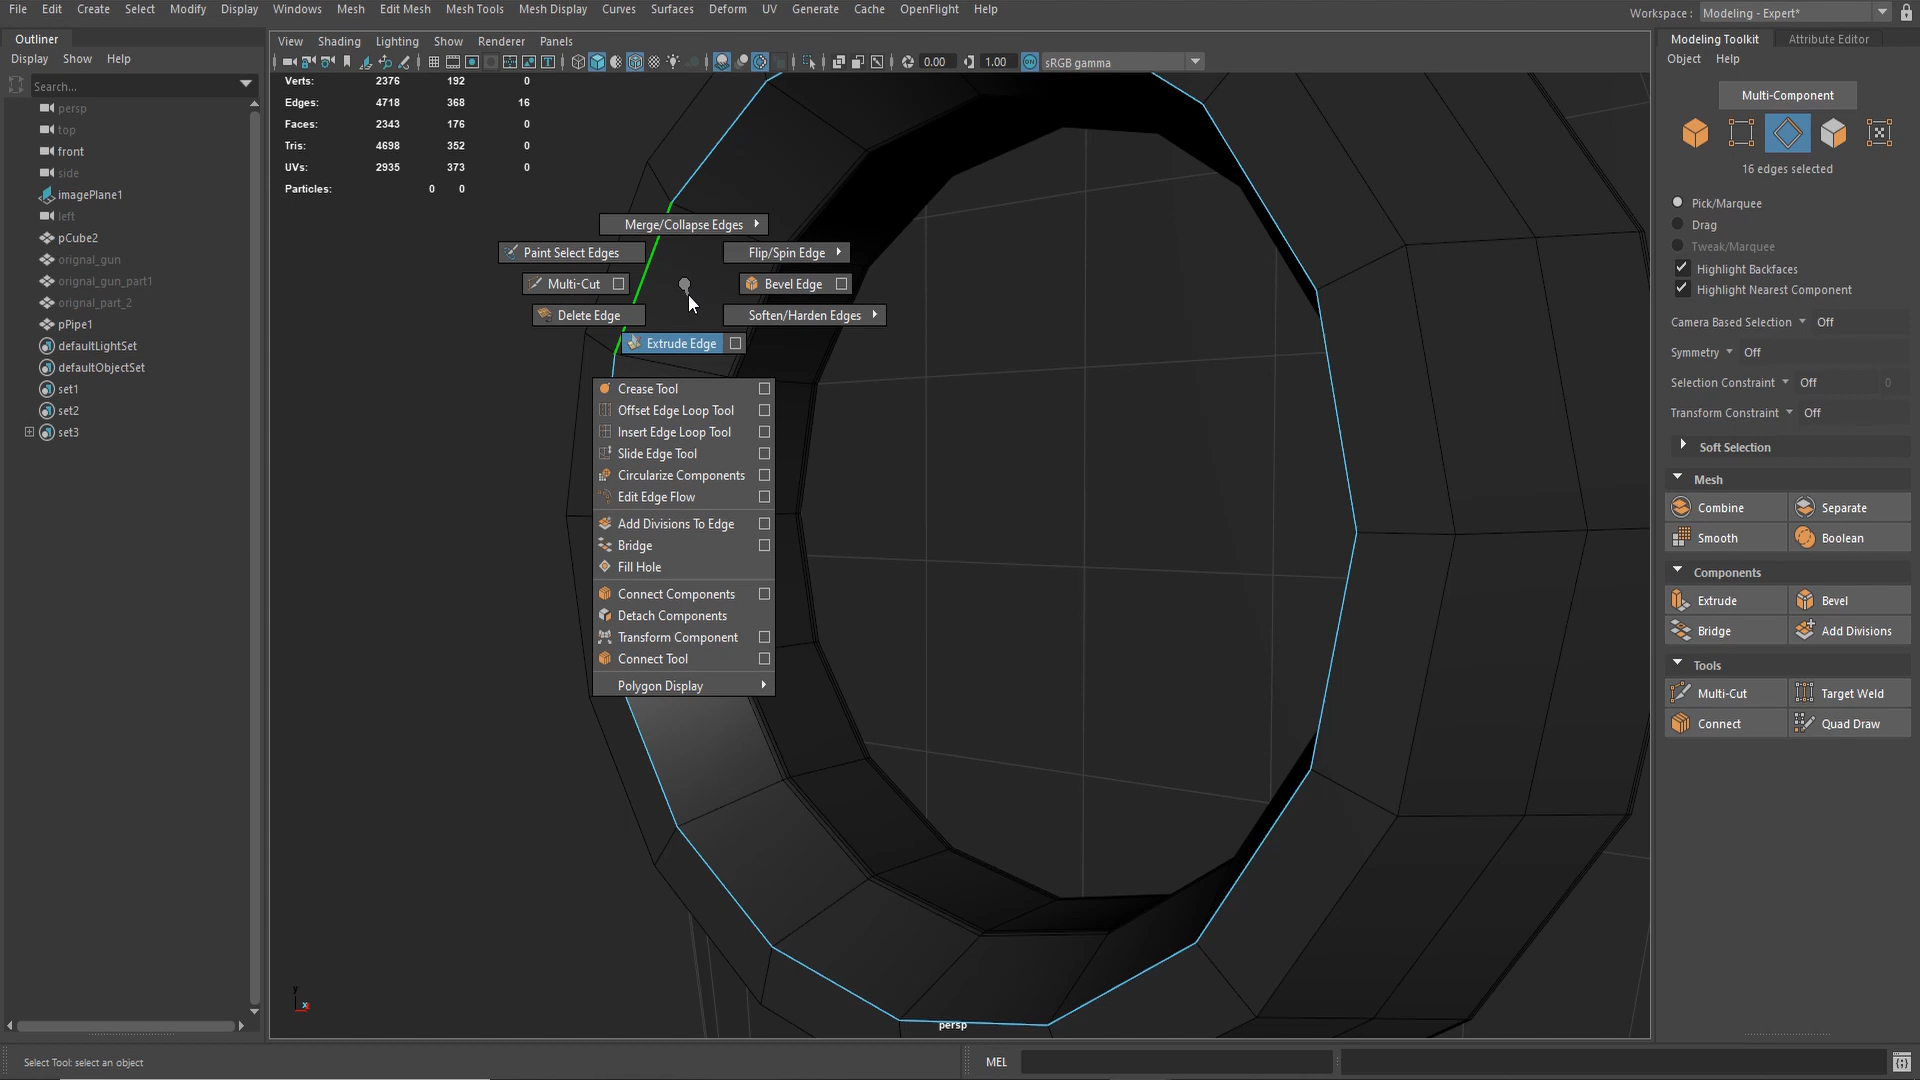 File Edit Create Select Modify Display Windows Mesh Edit Mesh Mesh Tools Mesh Display Curves Surfaces Deform UV Generate Cache OpenFlight Help
Workspace : Modeling - Expert*
Outliner
Display Show Help
Search...
persp
top
front
side
imagePlane1
left
pCube2
orignal_gun
orignal_gun_part1
orignal_part_2
pPipe1
defaultLightSet
defaultObjectSet
set1
set2
set3
View Shading Lighting Show Renderer Panels
0.00 1.00 ON sRGB gamma
Verts: 2376 192 0
Edges: 4718 368 16
Faces: 2343 176 0
Tris: 4698 352 0
UVs: 2935 373 0
Particles: 0 0
Merge/Collapse Edges
Paint Select Edges
Flip/Spin Edge
Multi-Cut
Bevel Edge
Delete Edge
Soften/Harden Edges
Extrude Edge
Crease Tool
Offset Edge Loop Tool
Insert Edge Loop Tool
Slide Edge Tool
Circularize Components
Edit Edge Flow
Add Divisions To Edge
Bridge
Fill Hole
Connect Components
Detach Components
Transform Component
Connect Tool
Polygon Display
y
x
persp
Modeling Toolkit Attribute Editor
Object Help
Multi-Component
16 edges selected
Pick/Marquee
Drag
Tweak/Marquee
Highlight Backfaces
Highlight Nearest Component
Camera Based Selection Off
Symmetry Off
Selection Constraint Off 0
Transform Constraint Off
Soft Selection
Mesh
Combine Separate
Smooth Boolean
Components
Extrude Bevel
Bridge Add Divisions
Tools
Multi-Cut Target Weld
Connect Quad Draw
Select Tool: select an object
MEL